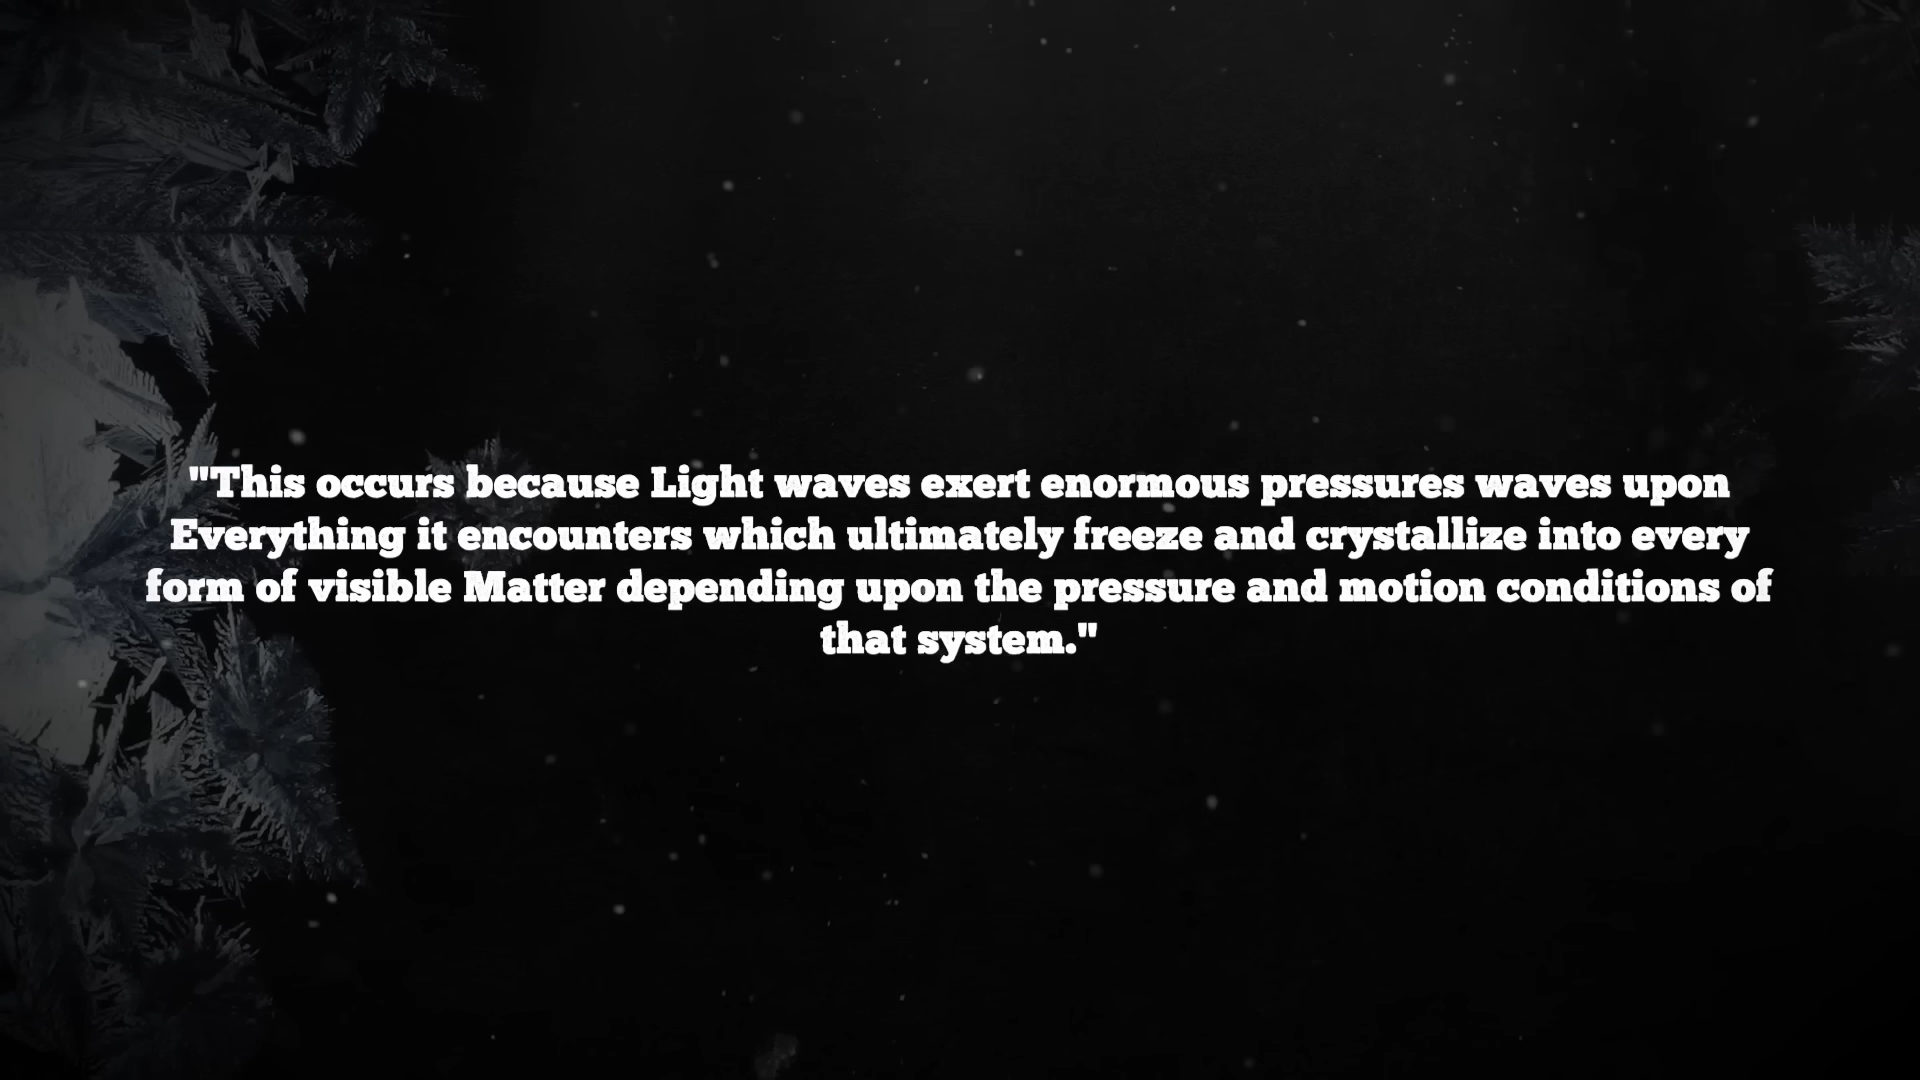 "This occurs because Light waves exert enormous pressures waves upon
Everything it encounters which ultimately freeze and crystallize into every
form of visible Matter depending upon the pressure and motion conditions of
that system."